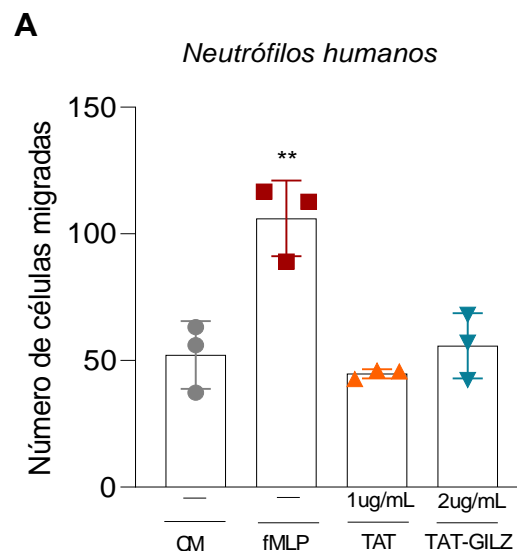 A
Neutrófilos humanos
Número de células migradas
150
100
50
0
**
— — 1ug/mL 2ug/mL
CM fMLP TAT TAT-GILZ